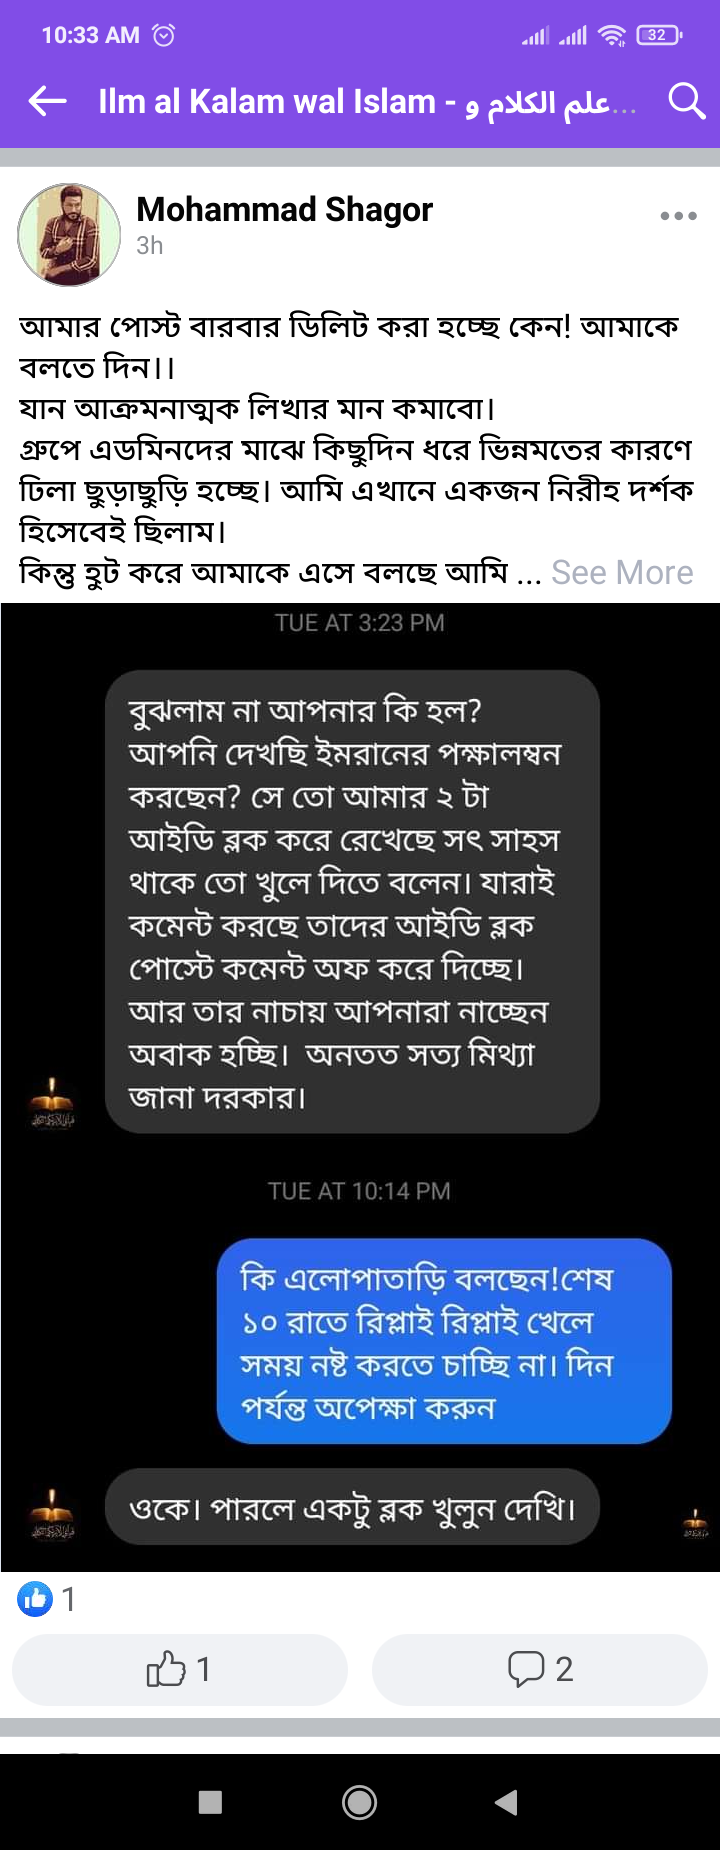 10:33 AM
32
Ilm al Kalam wal Islam - علم الكلام و...
Mohammad Shagor
3h
আমার পোস্ট বারবার ডিলিট করা হচ্ছে কেন! আমাকে
বলতে দিন।।
যান আক্রমনাত্মক লিখার মান কমাবো।
গ্রুপে এডমিনদের মাঝে কিছুদিন ধরে ভিন্নমতের কারণে
ঢিলা ছুড়াছুড়ি হচ্ছে। আমি এখানে একজন নিরীহ দর্শক
হিসেবেই ছিলাম।
কিন্তু হুট করে আমাকে এসে বলছে আমি ... See More
TUE AT 3:23 PM
বুঝলাম না আপনার কি হল?
আপনি দেখছি ইমরানের পক্ষালম্বন
করছেন? সে তো আমার ২ টা
আইডি ব্লক করে রেখেছে সৎ সাহস
থাকে তো খুলে দিতে বলেন। যারাই
কমেন্ট করছে তাদের আইডি ব্লক
পোস্টে কমেন্ট অফ করে দিচ্ছে।
আর তার নাচায় আপনারা নাচ্ছেন
অবাক হচ্ছি। অনতত সত্য মিথ্যা
জানা দরকার।
TUE AT 10:14 PM
কি এলোপাতাড়ি বলছেন!শেষ
১০ রাতে রিপ্লাই রিপ্লাই খেলে
সময় নষ্ট করতে চাচ্ছি না। দিন
পর্যন্ত অপেক্ষা করুন
ওকে। পারলে একটু ব্লক খুলুন দেখি।
1
1
2